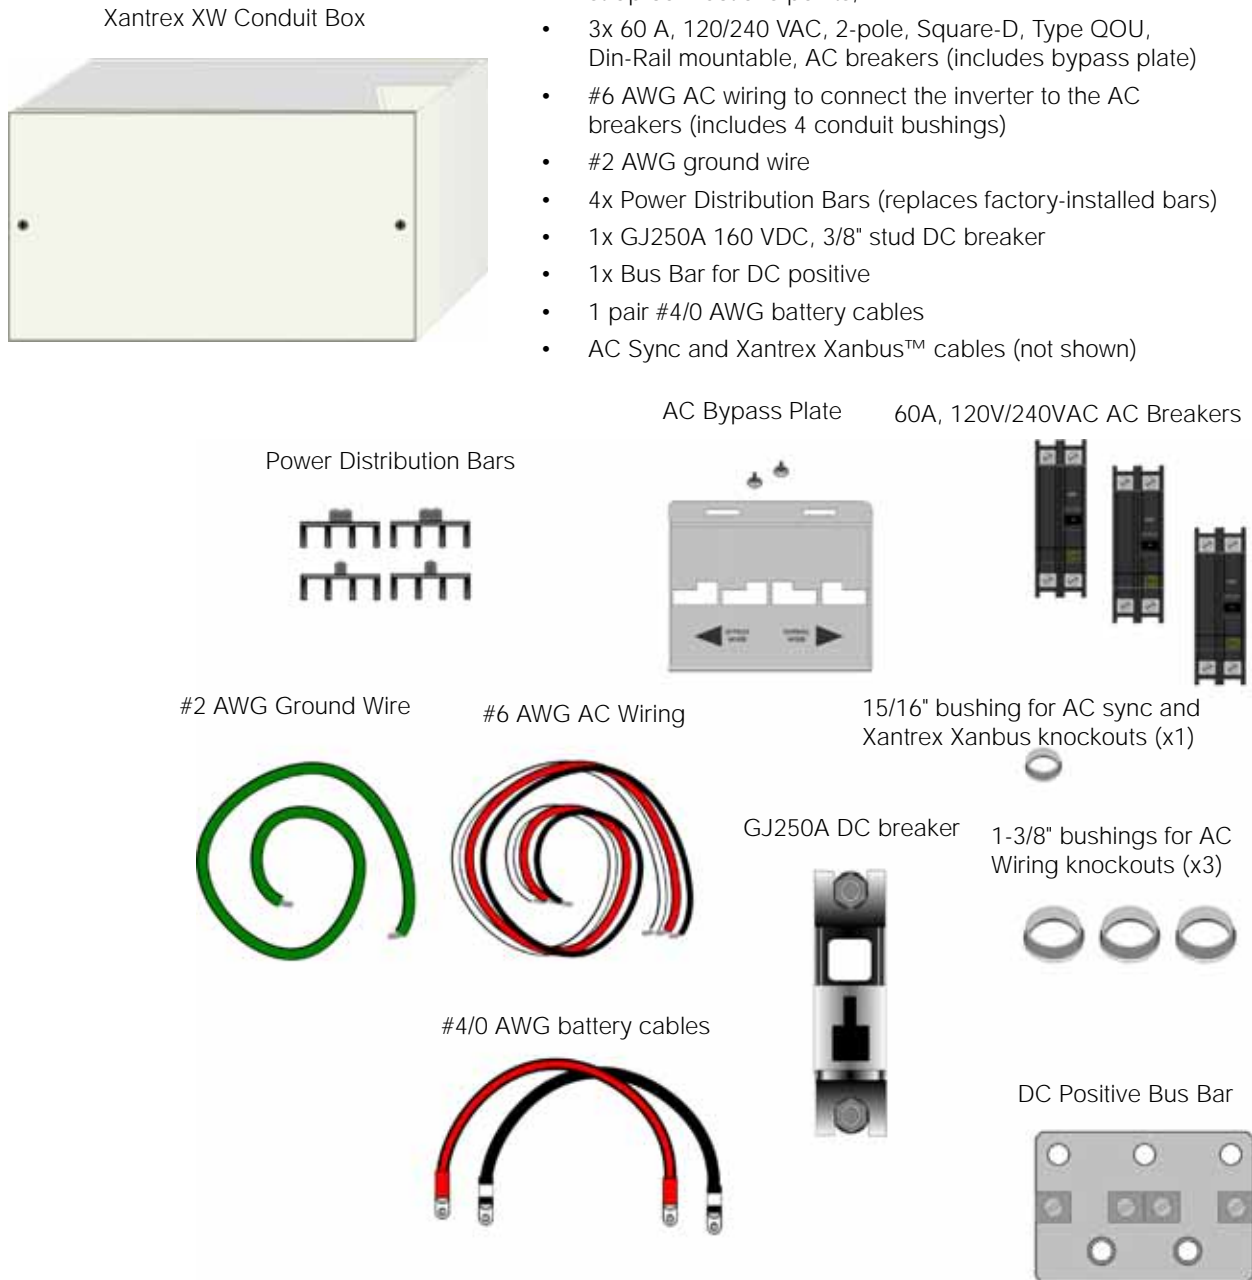 Xantrex XW Conduit Box
• 3x 60 A, 120/240 VAC, 2-pole, Square-D, Type QOU,
Din-Rail mountable, AC breakers (includes bypass plate)
• #6 AWG AC wiring to connect the inverter to the AC
breakers (includes 4 conduit bushings)
• #2 AWG ground wire
• 4x Power Distribution Bars (replaces factory-installed bars)
• 1x GJ250A 160 VDC, 3/8" stud DC breaker
• 1x Bus Bar for DC positive
• 1 pair #4/0 AWG battery cables
• AC Sync and Xantrex Xanbus™ cables (not shown)
AC Bypass Plate
60A, 120V/240VAC AC Breakers
Power Distribution Bars
#2 AWG Ground Wire
#6 AWG AC Wiring
15/16" bushing for AC sync and
Xantrex Xanbus knockouts (x1)
GJ250A DC breaker
1-3/8" bushings for AC
Wiring knockouts (x3)
#4/0 AWG battery cables
DC Positive Bus Bar